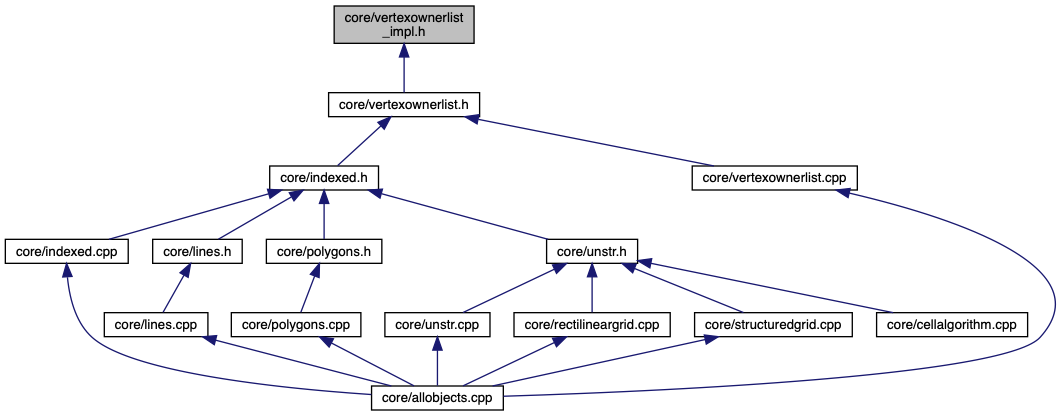 core/vertexownerlist
_impl.h
core/vertexownerlist.h
core/indexed.h
core/vertexownerlist.cpp
core/indexed.cpp
core/lines.h
core/polygons.h
core/unstr.h
core/lines.cpp
core/polygons.cpp
core/unstr.cpp
core/rectilineargrid.cpp
core/structuredgrid.cpp
core/cellalgorithm.cpp
core/allobjects.cpp